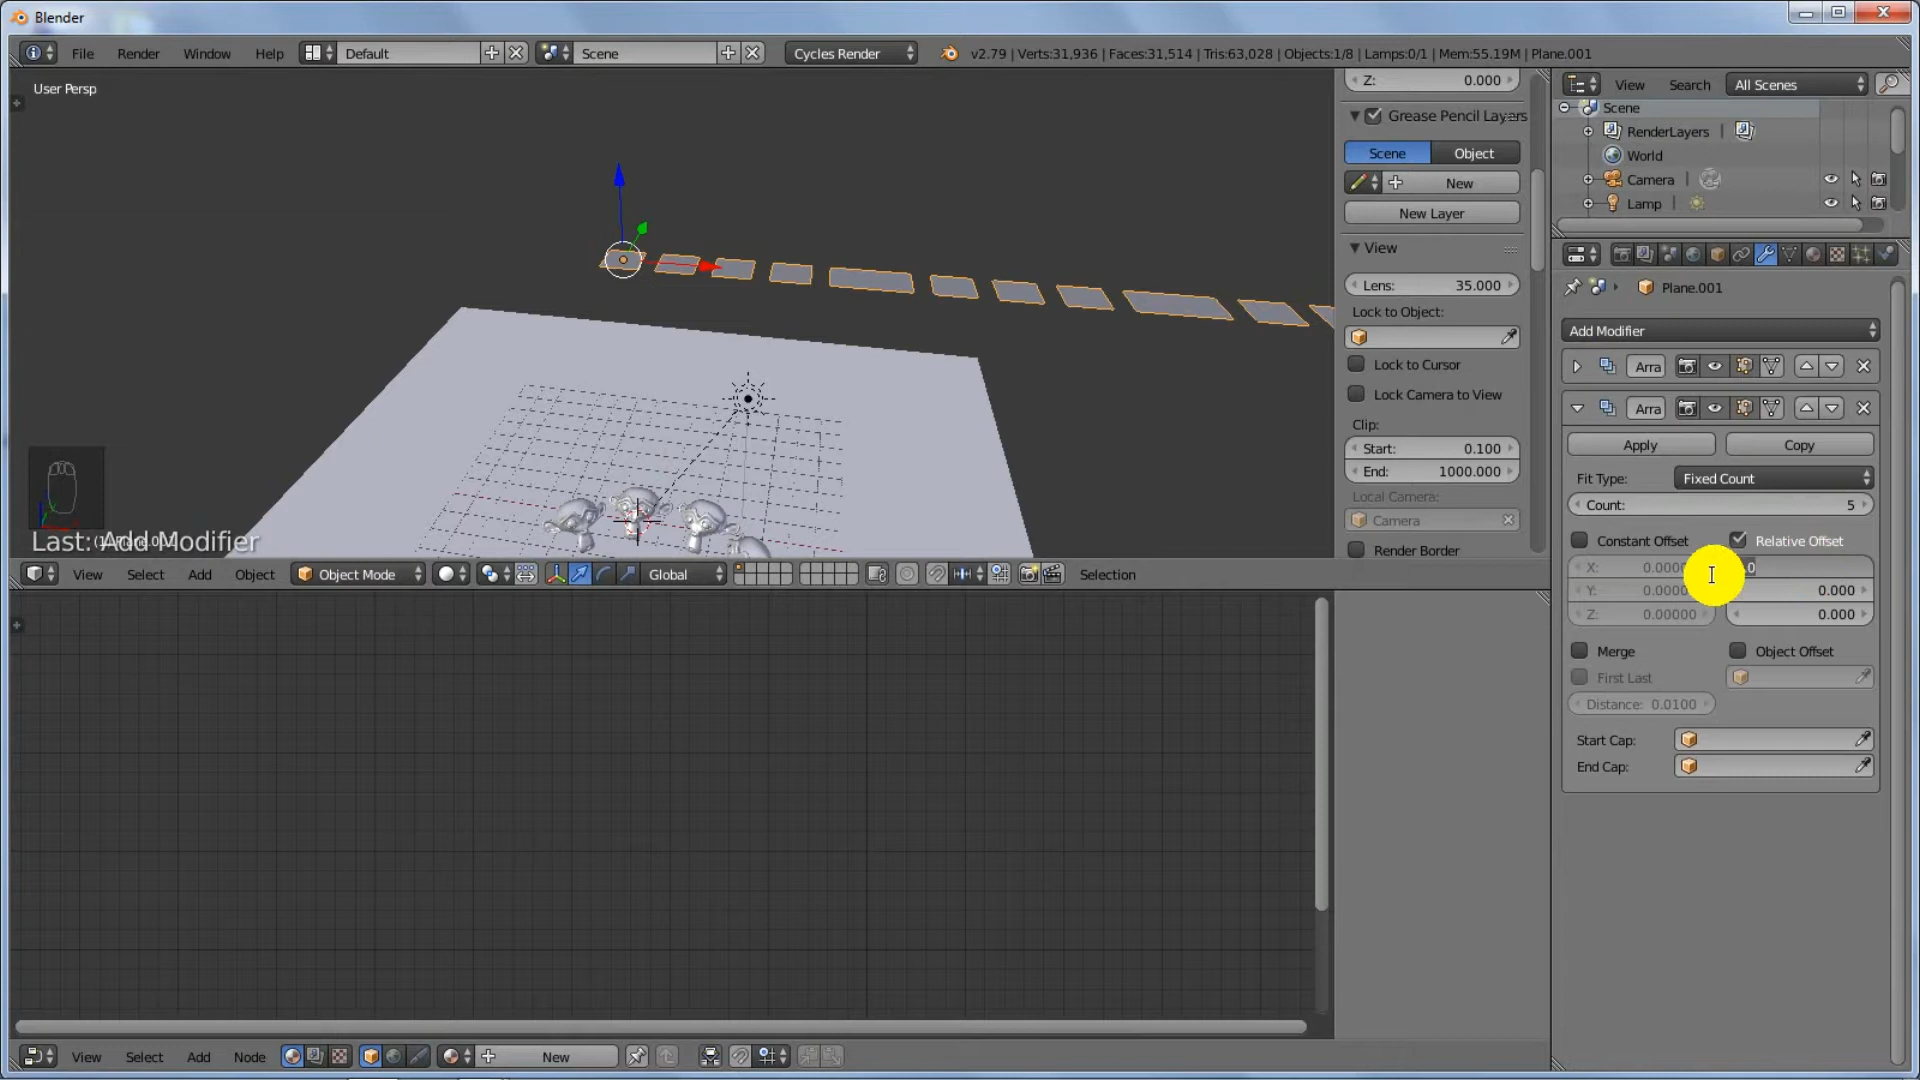 Blender
File Render Window Help Default Scene Cycles Render v2.79 | Verts:31,936 | Faces:31,514 | Tris:63,028 | Objects:1/8 | Lamps:0/1 | Mem:55.19M | Plane.001
User Persp
Z: 0.000
Grease Pencil Layers
Scene Object
New
New Layer
View
Lens: 35.000
Lock to Object:
Lock to Cursor
Lock Camera to View
Clip:
Start: 0.100
End: 1000.000
Local Camera:
Camera
Render Border
Last: Add Modifier
View Select Add Object Object Mode Global Selection
View Select Add Node New
View Search All Scenes
Scene
RenderLayers |
World
Camera |
Lamp |
Plane.001
Add Modifier
Arra
Arra
Apply Copy
Fit Type: Fixed Count
Count: 5
Constant Offset Relative Offset
X: 0
Y: 0.000
Z: 0.00000 0.000
Merge Object Offset
First Last
Distance: 0.0100
Start Cap:
End Cap: